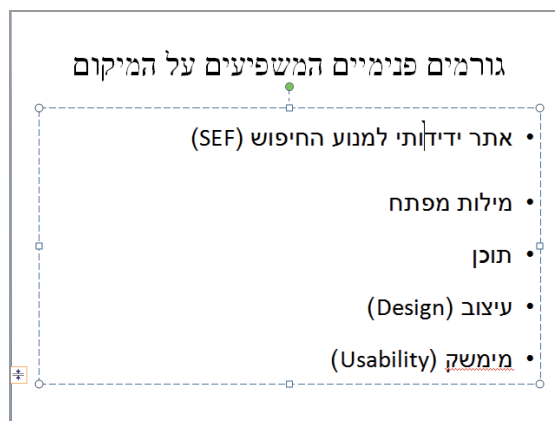 גורמים פנימיים המשפיעים על המיקום
• אתר ידידותי למנוע החיפוש (SEF)
• מילות מפתח
• תוכן
• עיצוב (Design)
• מימשק (Usability)